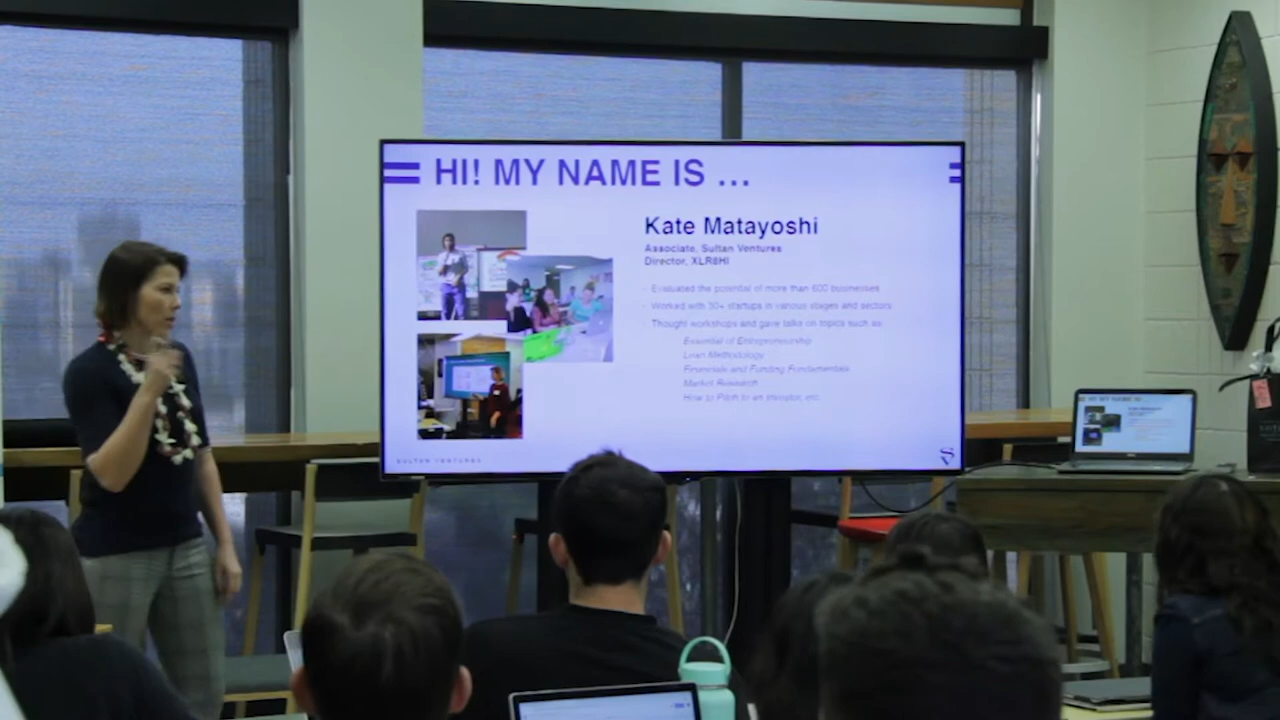 HI! MY NAME IS ...
Kate Matayoshi
Associate, Sultan Ventures
Director, XLR8HI
- Evaluated the potential of more than 600 businesses
- Worked with 50+ startups in various stages and sectors
- Thought workshops and gave talks on topics such as:
Essential of Entrepreneurship
Lean Methodology
Financials and Funding Fundamentals
Market Research
How to Pitch to an investor, etc.
SULTAN VENTURES